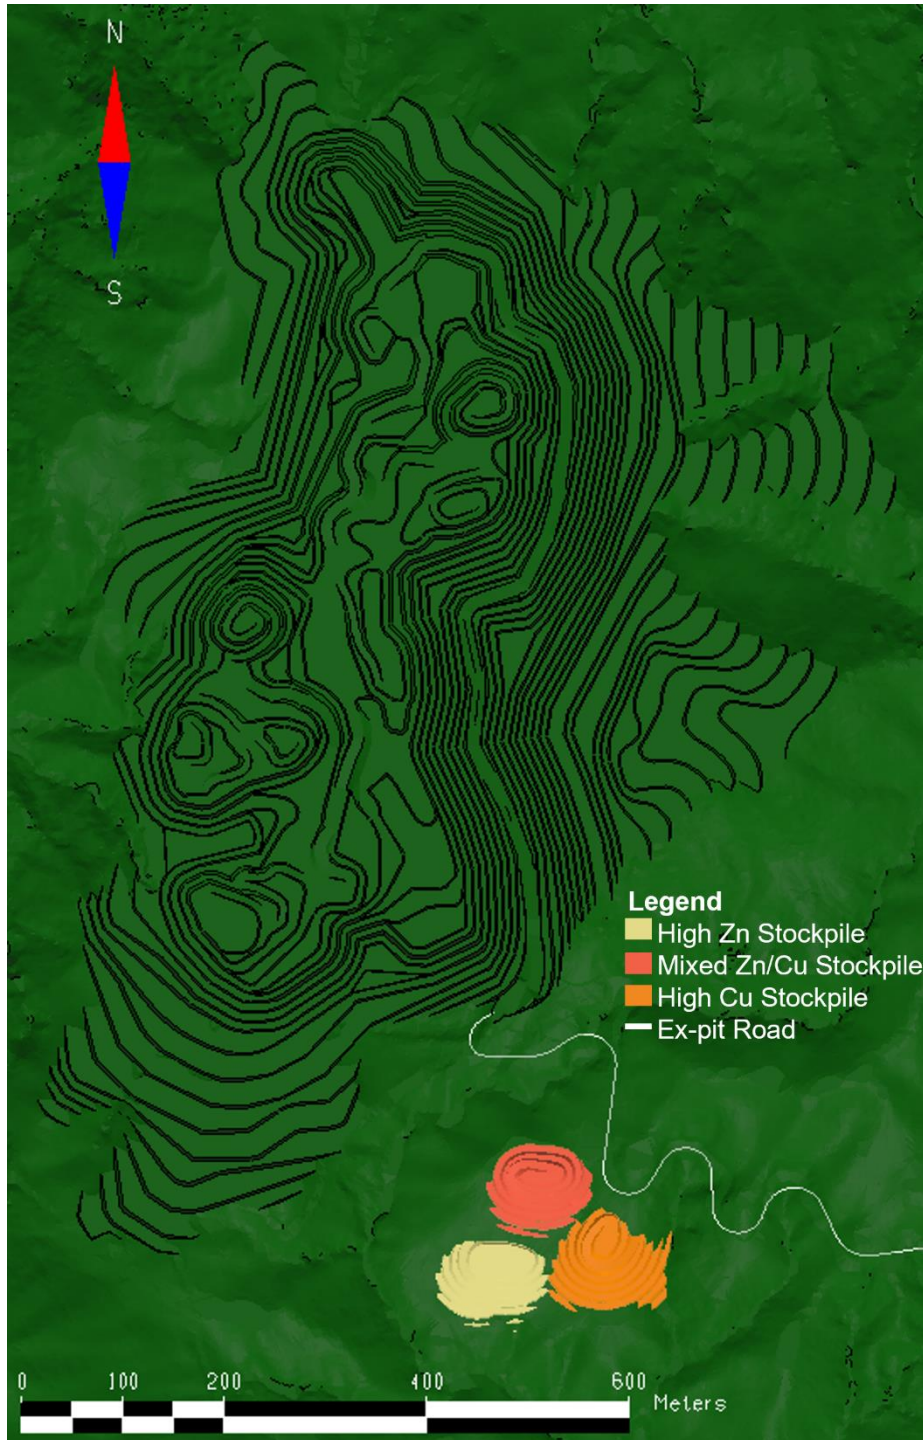 N
S
Legend
High Zn Stockpile
Mixed Zn/Cu Stockpile
High Cu Stockpile
Ex-pit Road
0 100 200 400 600 Meters